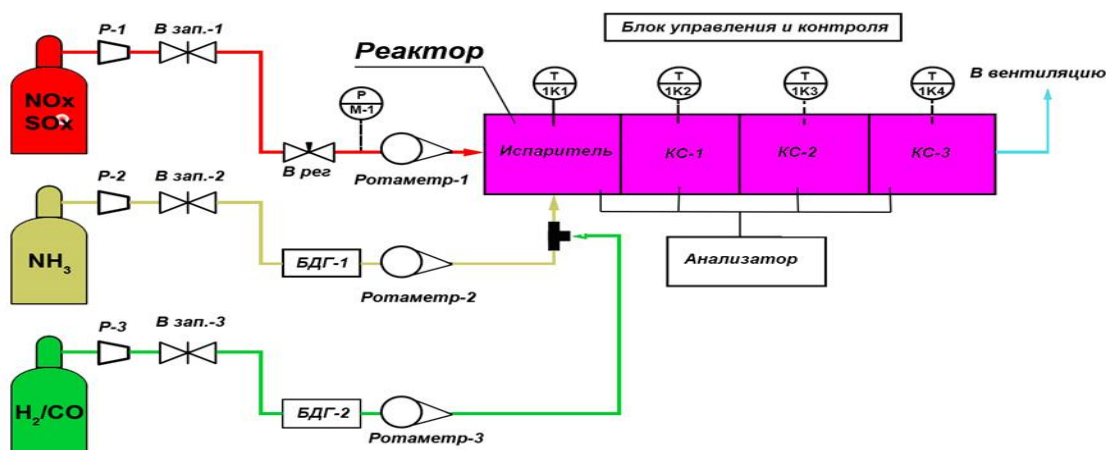 Блок управления и контроля
P-1
В зап.-1
Реактор
В вентиляцию
T
1K1
T
1K2
T
1K3
T
1K4
NOx
SOx
P
M-1
В рег
Ротаметр-1
Испаритель
КС-1
КС-2
КС-3
P-2
В зап.-2
NH₃
БДГ-1
Ротаметр-2
Анализатор
P-3
В зап.-3
H₂/CO
БДГ-2
Ротаметр-3